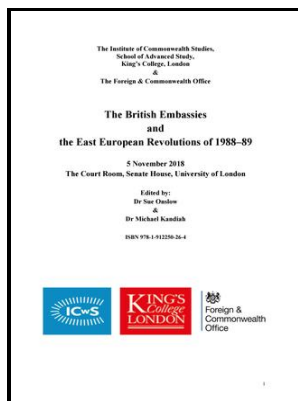 The Institute of Commonwealth Studies,
School of Advanced Study,
King's College, London
&
The Foreign & Commonwealth Office
The British Embassies
and
the East European Revolutions of 1988–89
5 November 2018
The Court Room, Senate House, University of London
Edited by:
Dr Sue Onslow
&
Dr Michael Kandiah
ISBN 978-1-912250-26-4
ICwS
KING'S
College
LONDON
Foreign &
Commonwealth
Office
1